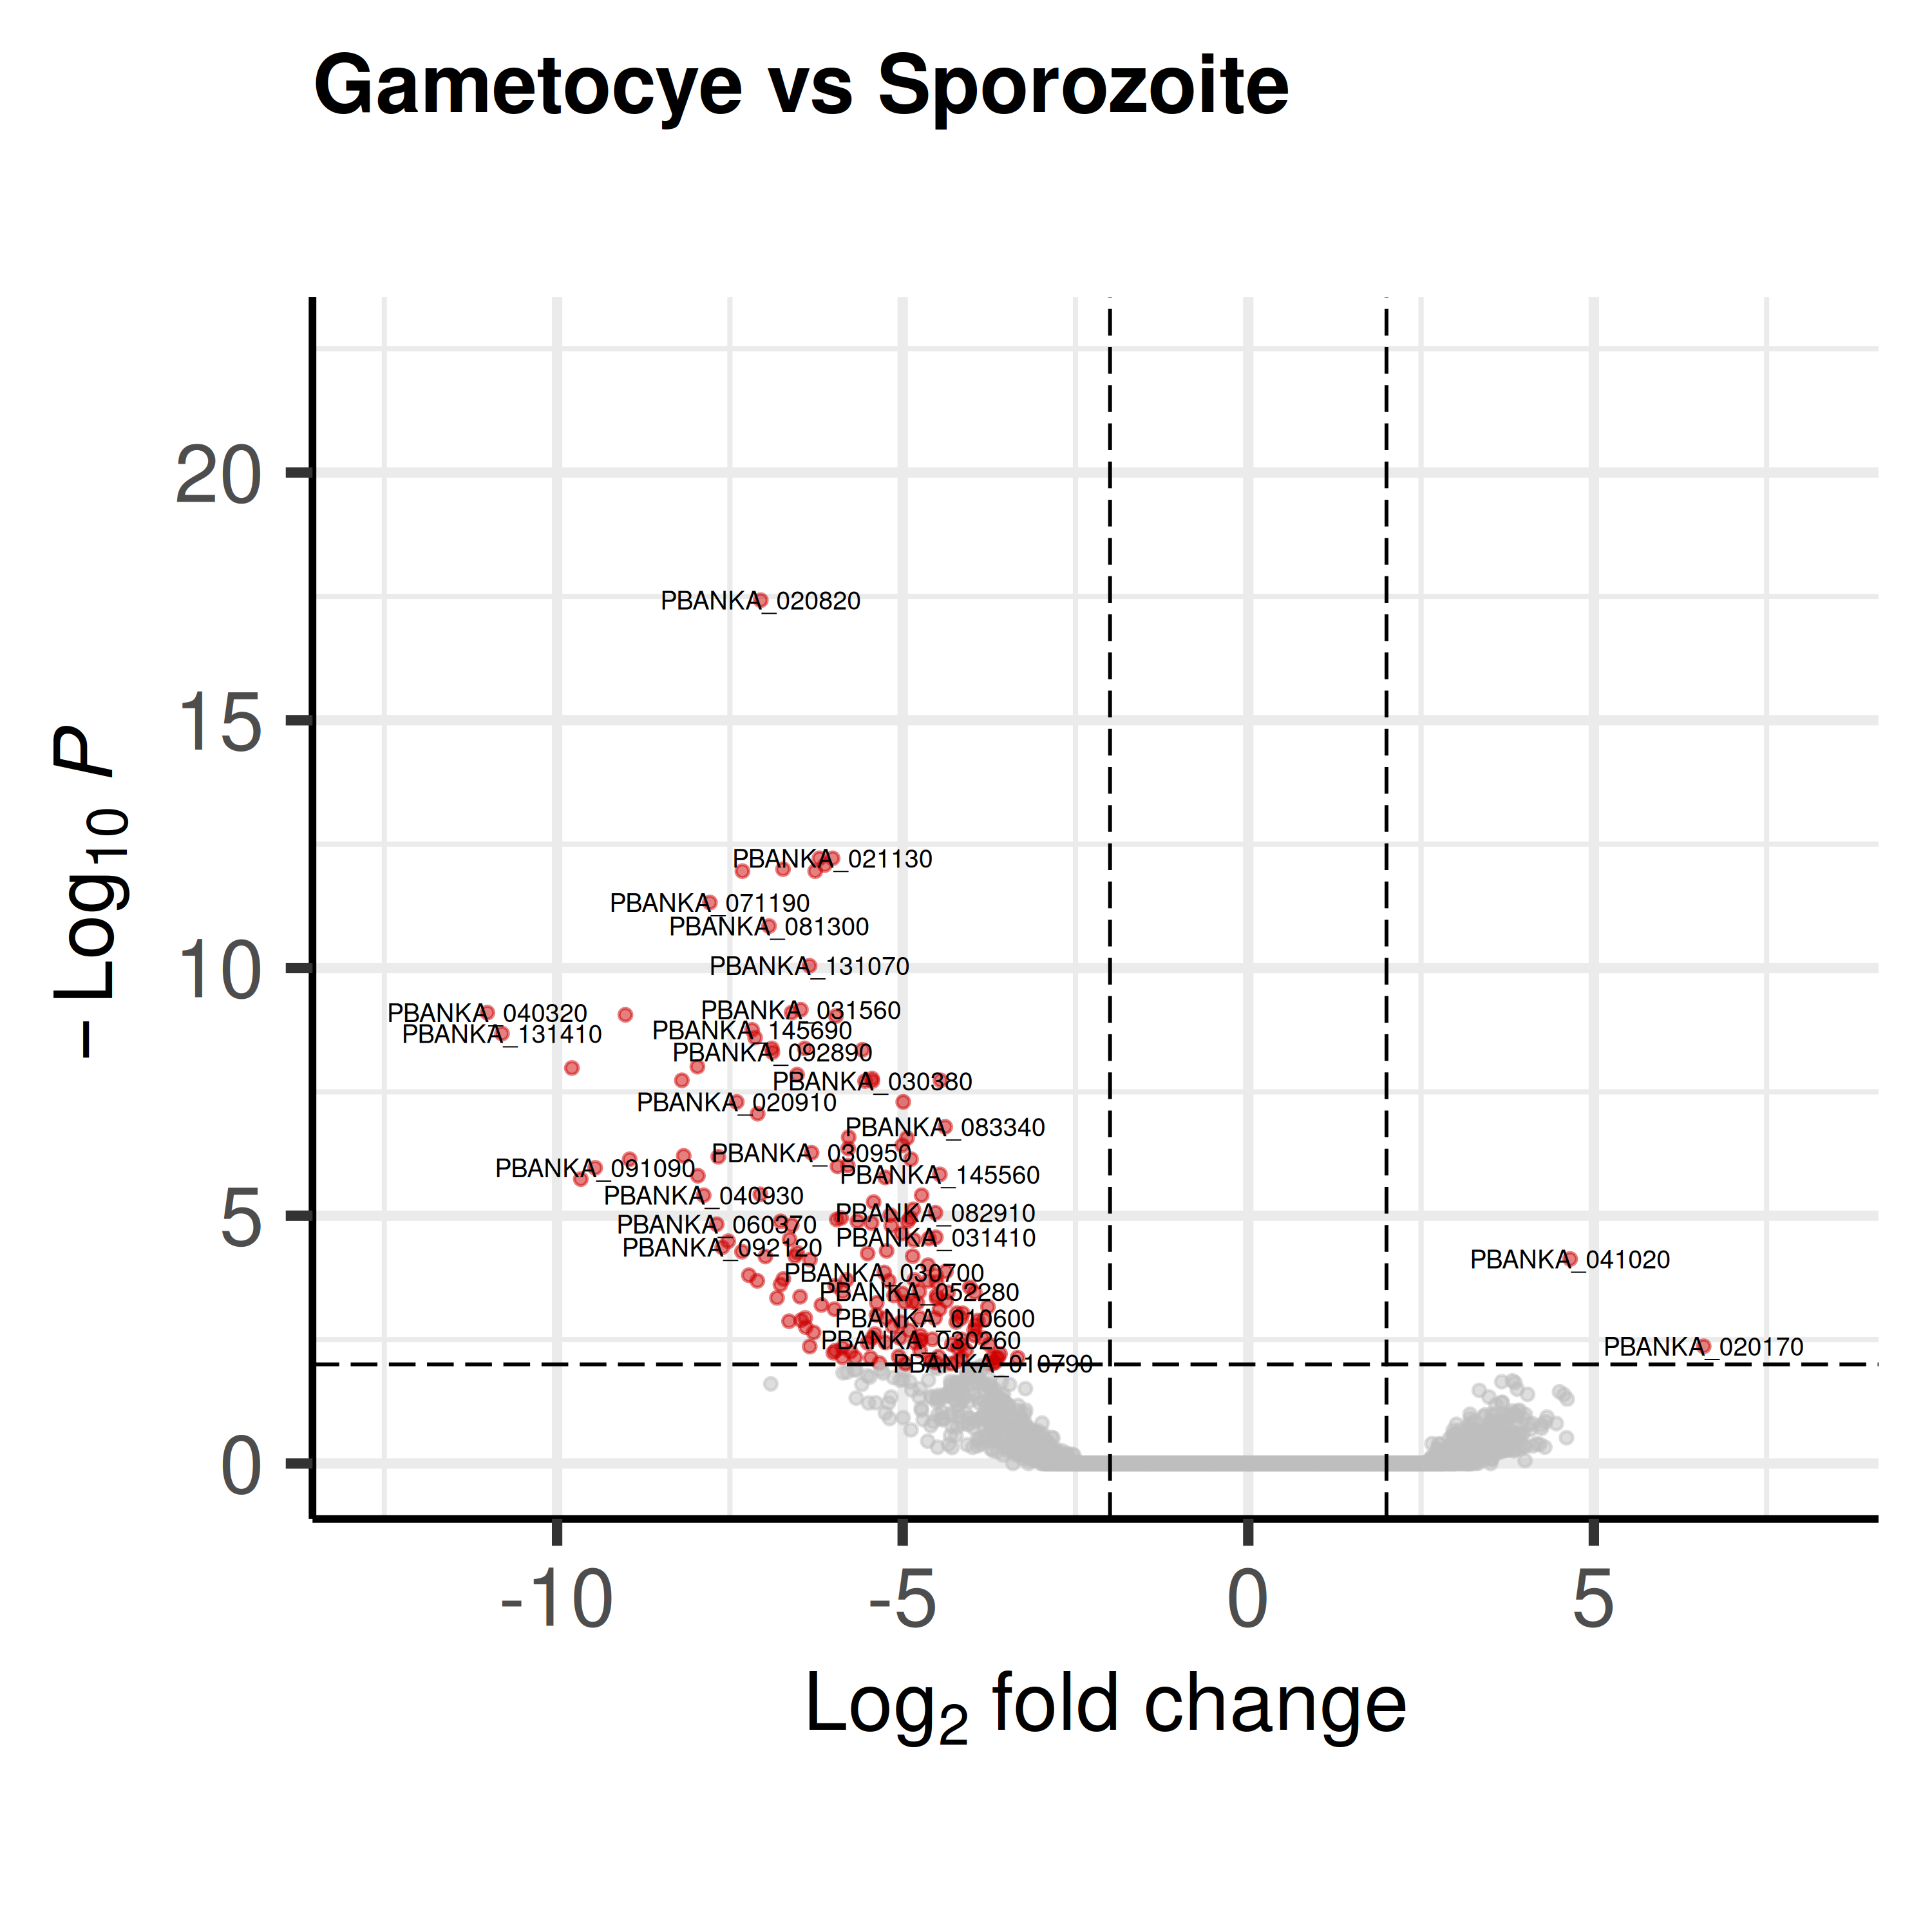 Gametocye vs Sporozoite
− Log10 P
20
15
10
5
0
PBANKA_020820
PBANKA_021130
PBANKA_071190
PBANKA_081300
PBANKA_131070
PBANKA_031560
PBANKA_040320
PBANKA_145690
PBANKA_131410
PBANKA_092890
PBANKA_030380
PBANKA_020910
PBANKA_083340
PBANKA_030950
PBANKA_091090
PBANKA_145560
PBANKA_040930
PBANKA_082910
PBANKA_060370
PBANKA_031410
PBANKA_092120
PBANKA_041020
PBANKA_030700
PBANKA_052280
PBANKA_010600
PBANKA_030260
PBANKA_020170
PBANKA_010790
-10
-5
0
5
Log2 fold change